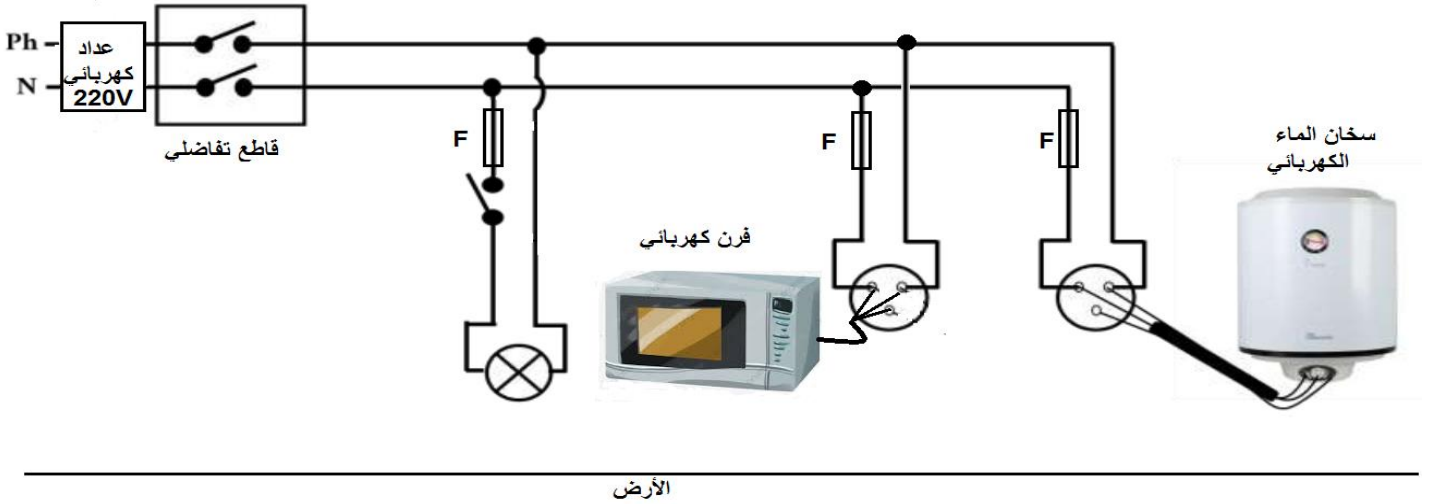 Ph
N
عداد
كهربائي
220V
قاطع تفاضلي
F
F
F
فرن كهربائي
سخان الماء
الكهربائي
الأرض